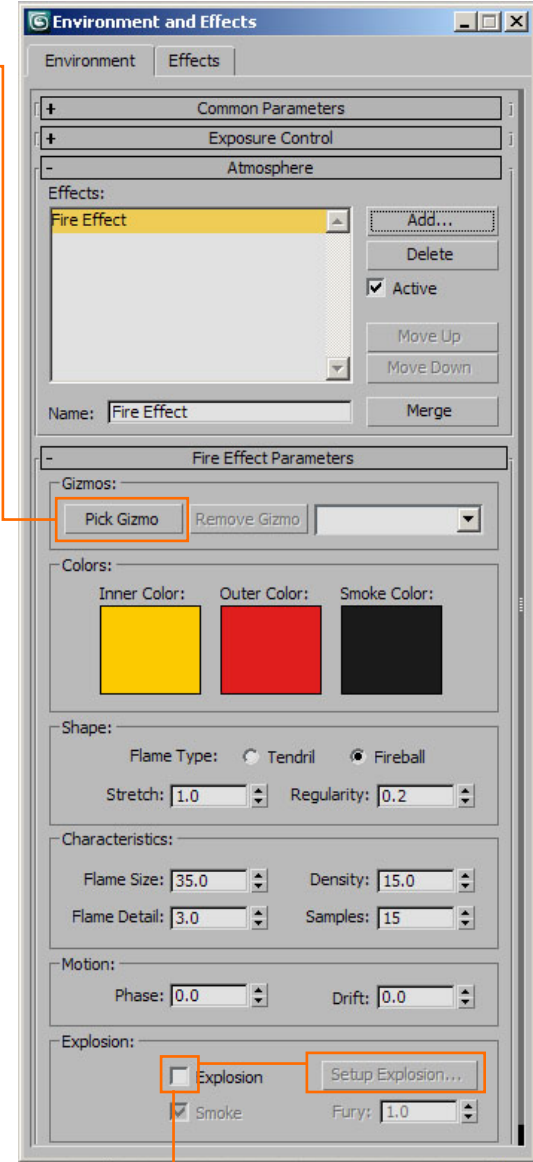 Environment and Effects
Environment Effects
+ Common Parameters
+ Exposure Control
- Atmosphere
Effects:
Fire Effect
Add...
Delete
Active
Move Up
Move Down
Name: Fire Effect
Merge
- Fire Effect Parameters
Gizmos:
Pick Gizmo Remove Gizmo
Colors:
Inner Color: Outer Color: Smoke Color:
Shape:
Flame Type: Tendril Fireball
Stretch: 1.0 Regularity: 0.2
Characteristics:
Flame Size: 35.0 Density: 15.0
Flame Detail: 3.0 Samples: 15
Motion:
Phase: 0.0 Drift: 0.0
Explosion:
Explosion Setup Explosion...
Smoke Fury: 1.0